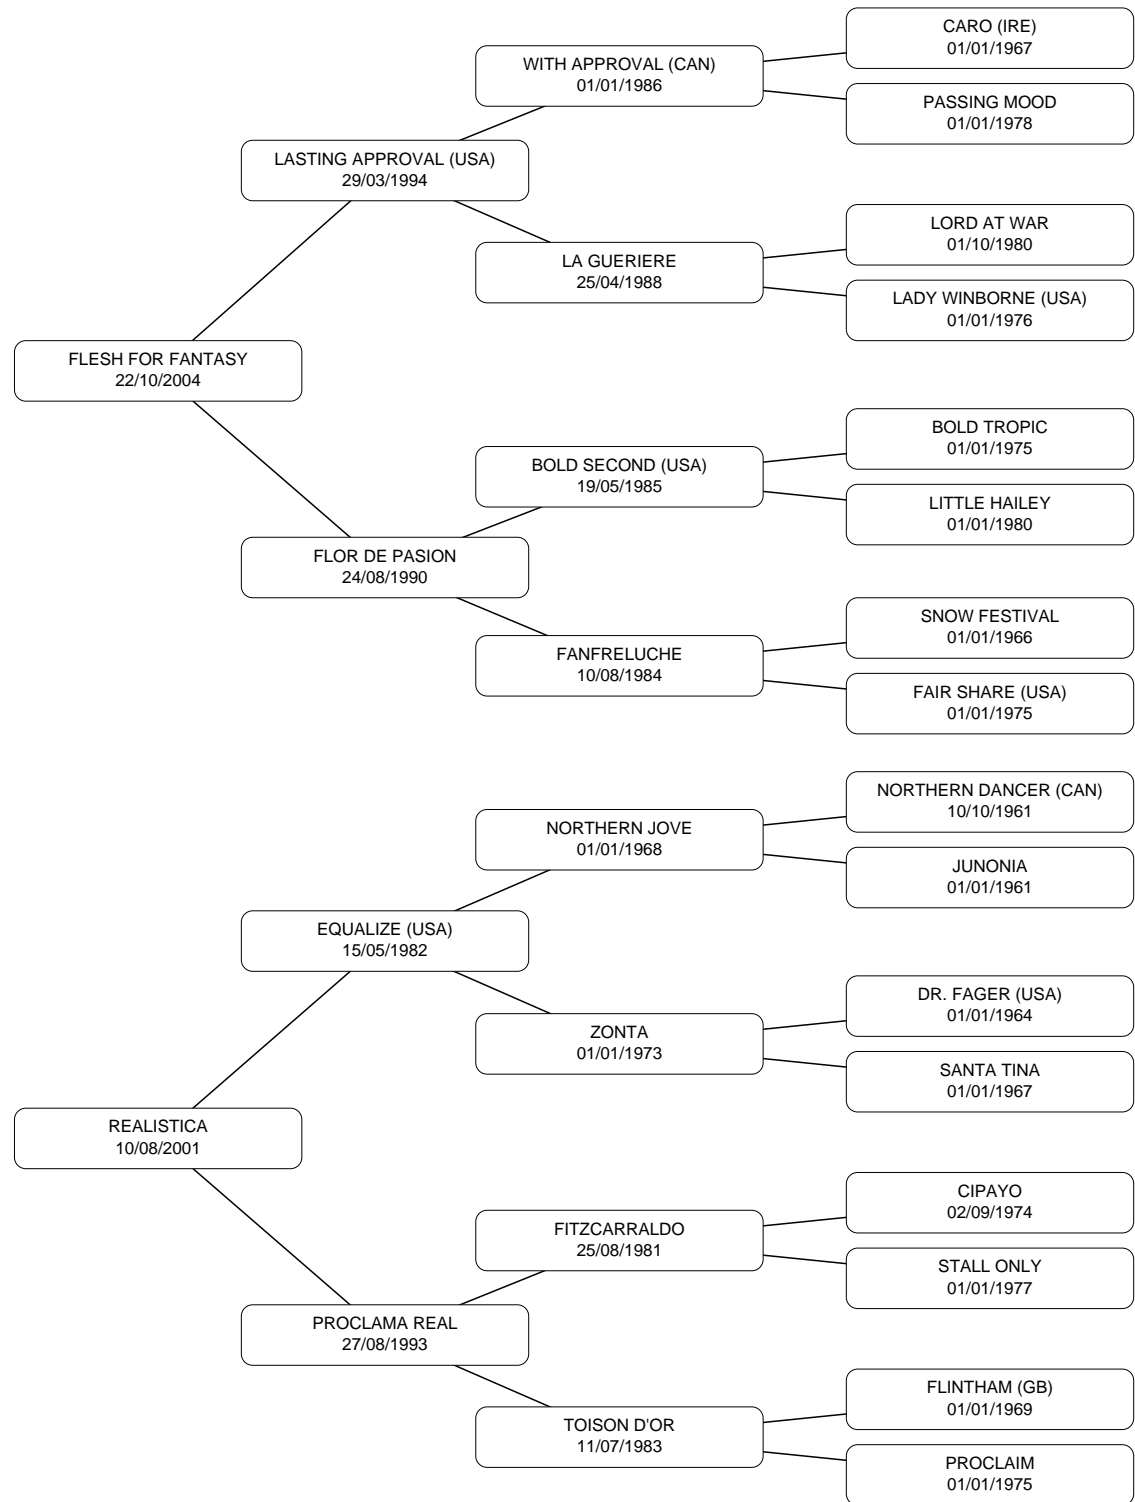 CARO (IRE)
01/01/1967
WITH APPROVAL (CAN)
01/01/1986
PASSING MOOD
01/01/1978
LASTING APPROVAL (USA)
29/03/1994
LORD AT WAR
01/10/1980
LA GUERIERE
25/04/1988
LADY WINBORNE (USA)
01/01/1976
FLESH FOR FANTASY
22/10/2004
BOLD TROPIC
01/01/1975
BOLD SECOND (USA)
19/05/1985
LITTLE HAILEY
01/01/1980
FLOR DE PASION
24/08/1990
SNOW FESTIVAL
01/01/1966
FANFRELUCHE
10/08/1984
FAIR SHARE (USA)
01/01/1975
NORTHERN DANCER (CAN)
10/10/1961
NORTHERN JOVE
01/01/1968
JUNONIA
01/01/1961
EQUALIZE (USA)
15/05/1982
DR. FAGER (USA)
01/01/1964
ZONTA
01/01/1973
SANTA TINA
01/01/1967
REALISTICA
10/08/2001
CIPAYO
02/09/1974
FITZCARRALDO
25/08/1981
STALL ONLY
01/01/1977
PROCLAMA REAL
27/08/1993
FLINTHAM (GB)
01/01/1969
TOISON D'OR
11/07/1983
PROCLAIM
01/01/1975